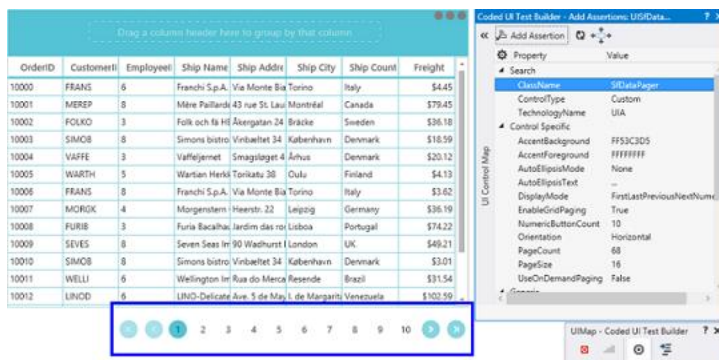 Drag a column header here to group by that column
OrderID CustomerI EmployeeI Ship Name Ship Addre Ship City Ship Count Freight
10000 FRANS 6 Franchi S.p.A. Via Monte Bia Torino Italy $4.45
10001 MEREP 8 Mère Paillarde 43 rue St. Lau Montréal Canada $79.45
10002 FOLKO 3 Folk och fä HB Åkergatan 24 Bräcke Sweden $36.18
10003 SIMOB 8 Simons bistro Vinbæltet 34 København Denmark $18.59
10004 VAFFE 3 Vaffeljernet Smagsløget 4 Århus Denmark $20.12
10005 WARTH 5 Wartian Herkk Torikatu 38 Oulu Finland $4.13
10006 FRANS 8 Franchi S.p.A. Via Monte Bia Torino Italy $3.62
10007 MORGK 4 Morgenstern Heerstr. 22 Leipzig Germany $36.19
10008 FURIB 3 Furia Bacalhau Jardim das ros Lisboa Portugal $74.22
10009 SEVES 8 Seven Seas Im 90 Wadhurst London UK $49.21
10010 SIMOB 8 Simons bistro Vinbæltet 34 København Denmark $3.01
10011 WELLI 6 Wellington Im Rua do Merca Resende Brazil $31.54
10012 LINOD 6 LINO-Delicate Ave. 5 de May I. de Margarita Venezuela $102.59
1 2 3 4 5 6 7 8 9 10
Coded UI Test Builder - Add Assertions: UISfData... ? X
Add Assertion
UI Control Map
Property Value
Search
ClassName SfDataPager
ControlType Custom
TechnologyName UIA
Control Specific
AccentBackground FF53C3D5
AccentForeground FFFFFFFF
AutoEllipsisMode None
AutoEllipsisText ...
DisplayMode FirstLastPreviousNextNume
EnableGridPaging True
NumericButtonCount 10
Orientation Horizontal
PageCount 68
PageSize 16
UseOnDemandPaging False
Generic
UIMap - Coded UI Test Builder ? X